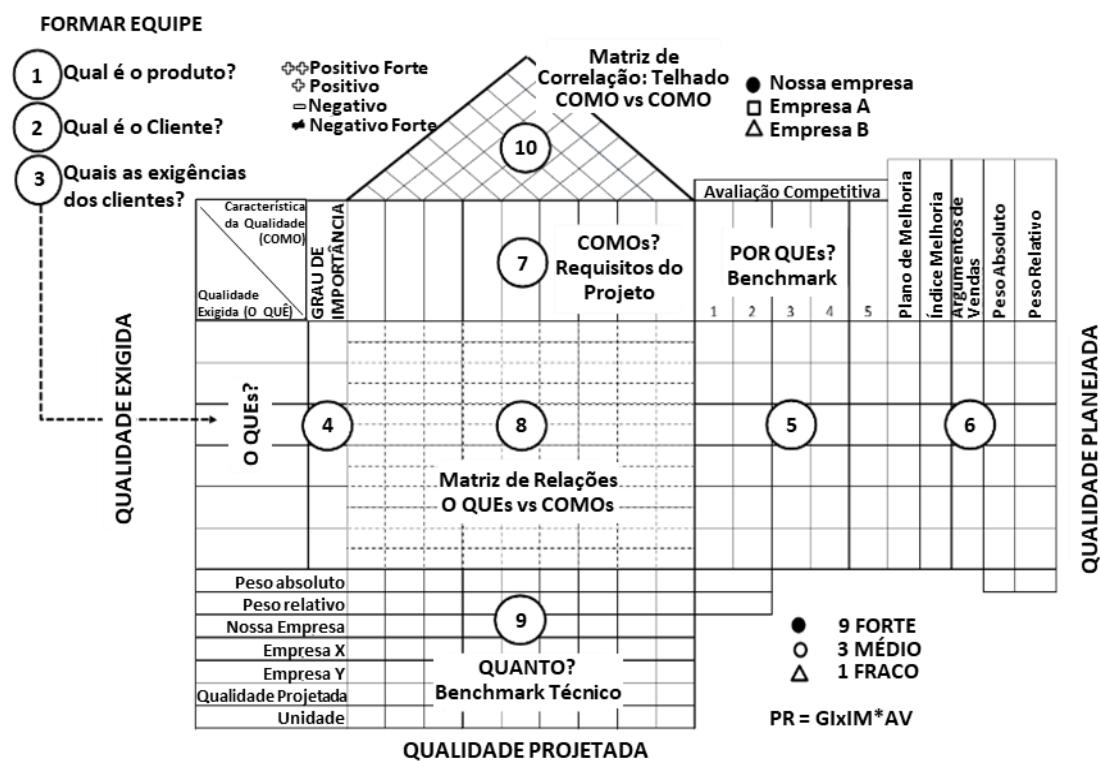 FORMAR EQUIPE
1
Qual é o produto?
2
Qual é o Cliente?
3
Quais as exigências
dos clientes?
Positivo Forte
Positivo
Negativo
Negativo Forte
Matriz de
Correlação: Telhado
COMO vs COMO
10
Nossa empresa
Empresa A
Empresa B
Característica
da Qualidade
(COMO)
Qualidade
Exigida (O QUÊ)
GRAU DE
IMPORTÂNCIA
7
COMOs?
Requisitos do
Projeto
Avaliação Competitiva
POR QUEs?
Benchmark
1 2 3 4 5
Plano de Melhoria
Índice Melhoria
Argumentos de
Vendas
Peso Absoluto
Peso Relativo
QUALIDADE EXIGIDA
O QUEs?
4
8
Matriz de Relações
O QUEs vs COMOs
5
6
QUALIDADE PLANEJADA
Peso absoluto
Peso relativo
Nossa Empresa
Empresa X
Empresa Y
Qualidade Projetada
Unidade
9
QUANTO?
Benchmark Técnico
9 FORTE
3 MÉDIO
1 FRACO
PR = GIxIM*AV
QUALIDADE PROJETADA